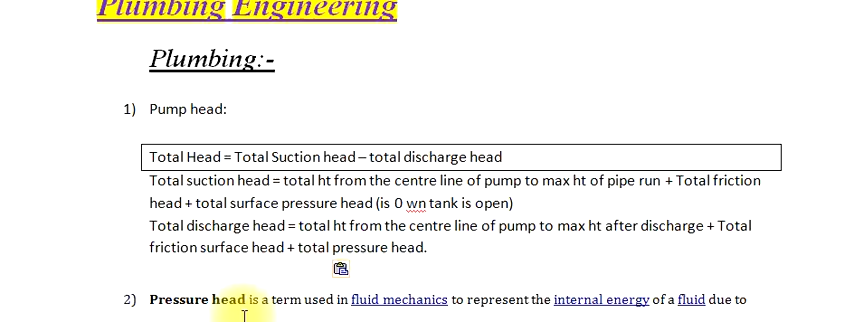 Plumbing Engineering
Plumbing:-
1) Pump head:
Total Head = Total Suction head – total discharge head
Total suction head = total ht from the centre line of pump to max ht of pipe run + Total friction
head + total surface pressure head (is 0 wn tank is open)
Total discharge head = total ht from the centre line of pump to max ht after discharge + Total
friction surface head + total pressure head.
2) Pressure head is a term used in fluid mechanics to represent the internal energy of a fluid due to